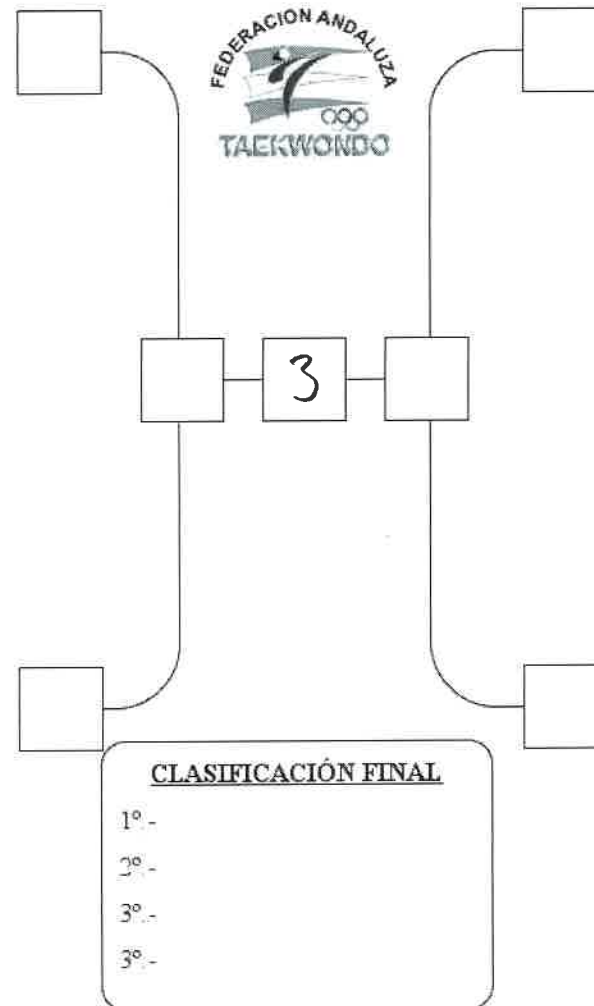 FEDERACION ANDALUZA
TAEKWONDO
3
CLASIFICACIÓN FINAL
1º.-
2º.-
3º.-
3º.-